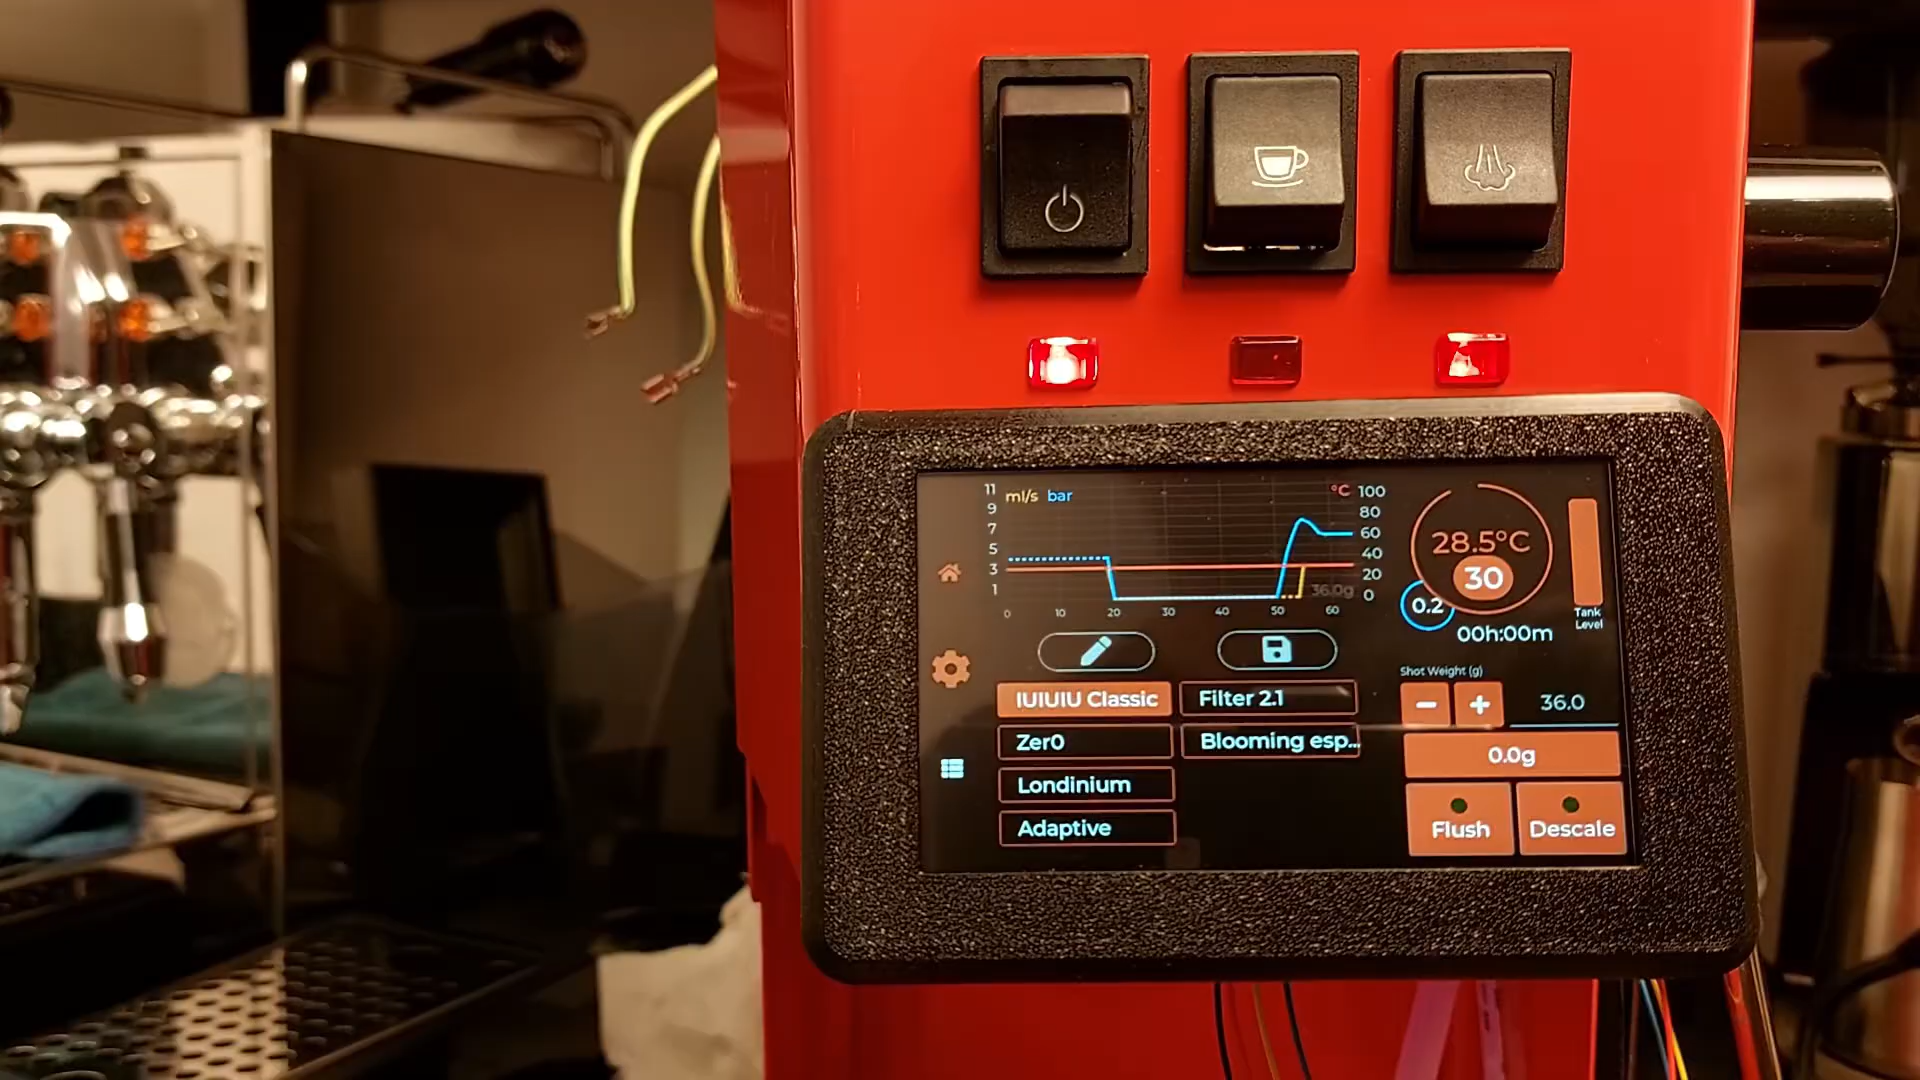 11
9
7
5
3
1
ml/s bar
°C
100
80
60
40
20
0
36.0g
0 10 20 30 40 50 60
28.5°C
30
0.2
00h:00m
Tank
Level
IUIUIU Classic
Filter 2.1
Zer0
Blooming esp...
Londinium
Adaptive
Shot Weight (g)
− +
36.0
0.0g
Flush
Descale